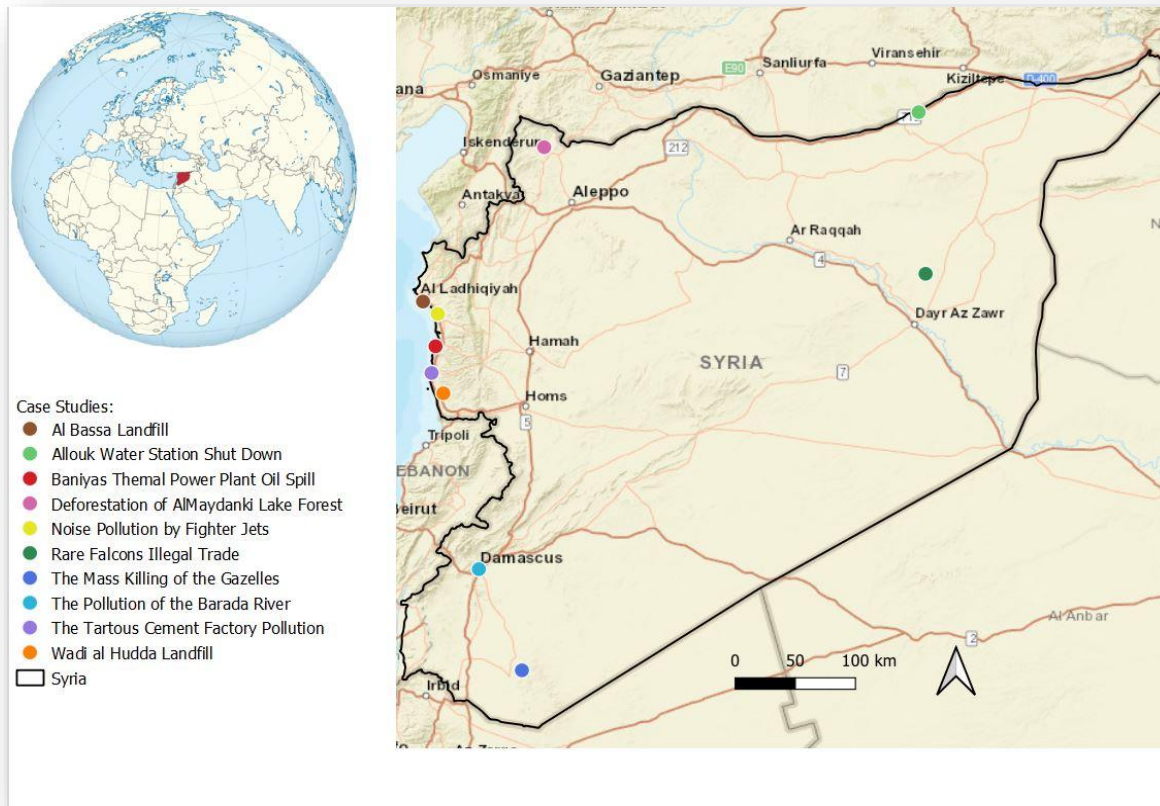 Case Studies:
Al Bassa Landfill
Allouk Water Station Shut Down
Baniyas Themal Power Plant Oil Spill
Deforestation of AlMaydanki Lake Forest
Noise Pollution by Fighter Jets
Rare Falcons Illegal Trade
The Mass Killing of the Gazelles
The Pollution of the Barada River
The Tartous Cement Factory Pollution
Wadi al Hudda Landfill
Syria
Viransehir
Osmaniye
Gaziantep
E90
Sanliurfa
Kiziltepe
D-400
ana
Iskenderun
212
Antakya
Aleppo
Ar Raqqah
4
Al Ladhiqiyah
Dayr Az Zawr
Hamah
SYRIA
7
Homs
5
Tripoli
EBANON
Beirut
Damascus
Al Anbar
2
0 50 100 km
Irbid